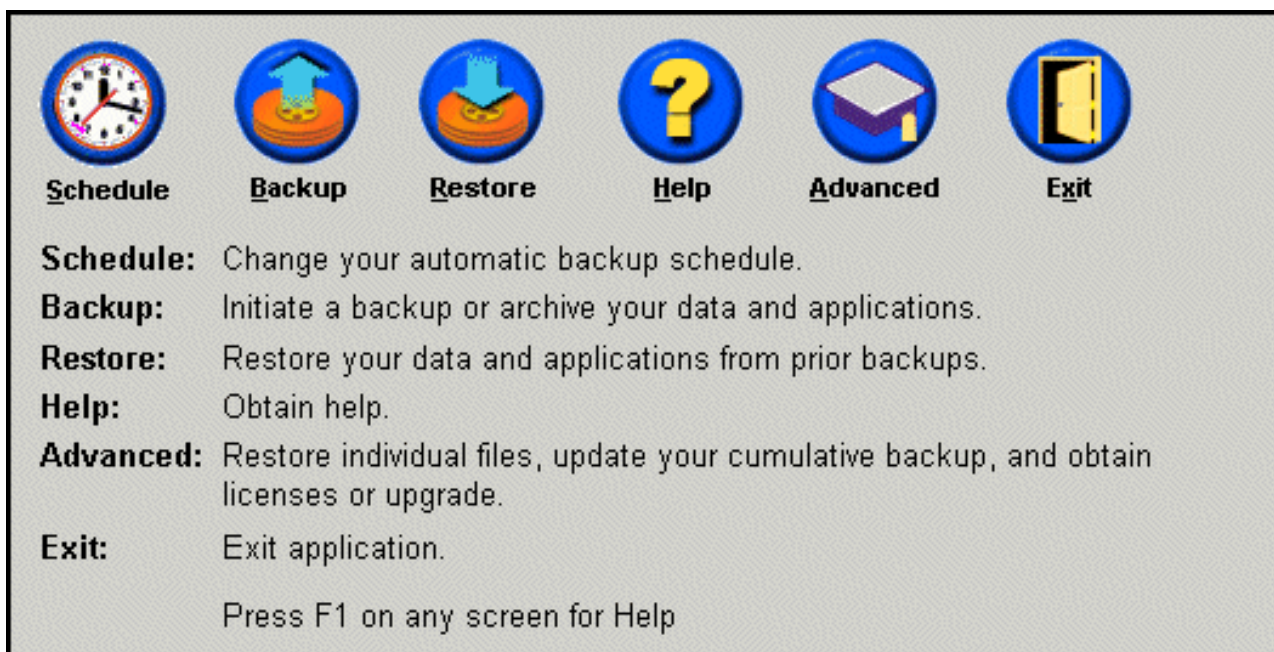 Schedule Backup Restore Help Advanced Exit
Schedule: Change your automatic backup schedule.
Backup: Initiate a backup or archive your data and applications.
Restore: Restore your data and applications from prior backups.
Help: Obtain help.
Advanced: Restore individual files, update your cumulative backup, and obtain
licenses or upgrade.
Exit: Exit application.
Press F1 on any screen for Help